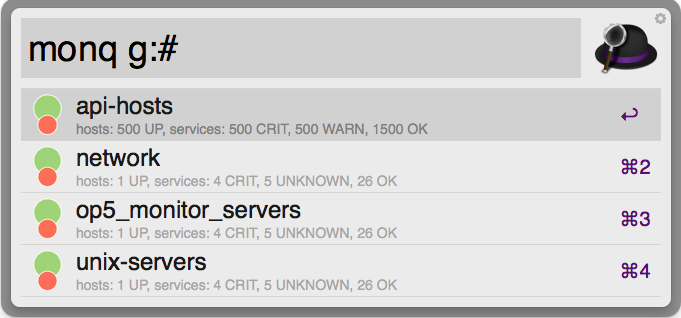 monq g:#
api-hosts
hosts: 500 UP, services: 500 CRIT, 500 WARN, 1500 OK
↩
network
hosts: 1 UP, services: 4 CRIT, 5 UNKNOWN, 26 OK
⌘2
op5_monitor_servers
hosts: 1 UP, services: 4 CRIT, 5 UNKNOWN, 26 OK
⌘3
unix-servers
hosts: 1 UP, services: 4 CRIT, 5 UNKNOWN, 26 OK
⌘4